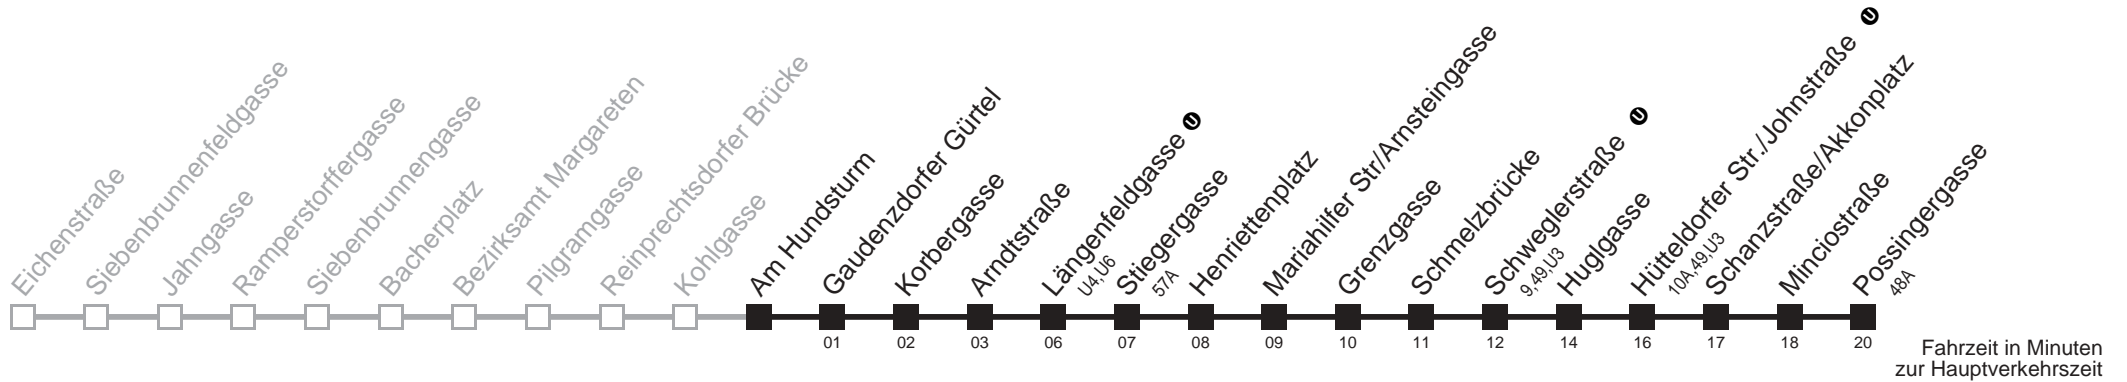 Eichenstraße
Siebenbrunnenfeldgasse
Jahngasse
Ramperstoffergasse
Siebenbrunnengasse
Bacherplatz
Bezirksamt Margareten
Pilgramgasse
Reinprechtsdorfer Brücke
Kohlgasse
Am Hundsturm
Gaudenzdorfer Gürtel
01
Korbergasse
02
Arndtstraße
03
Längenfeldgasse U
U4,U6
06
Stiegergasse
57A
07
Henriettenplatz
08
Mariahilfer Str/Arnsteingasse
09
Grenzgasse
10
Schmelzbrücke
11
Schweglerstraße U
9,49,U3
12
Huglgasse
14
Hütteldorfer Str./Johnstraße U
10A,49,U3
16
Schanzstraße/Akkonplatz
17
Minciostraße
18
Possingergasse
48A
20
Fahrzeit in Minuten
zur Hauptverkehrszeit